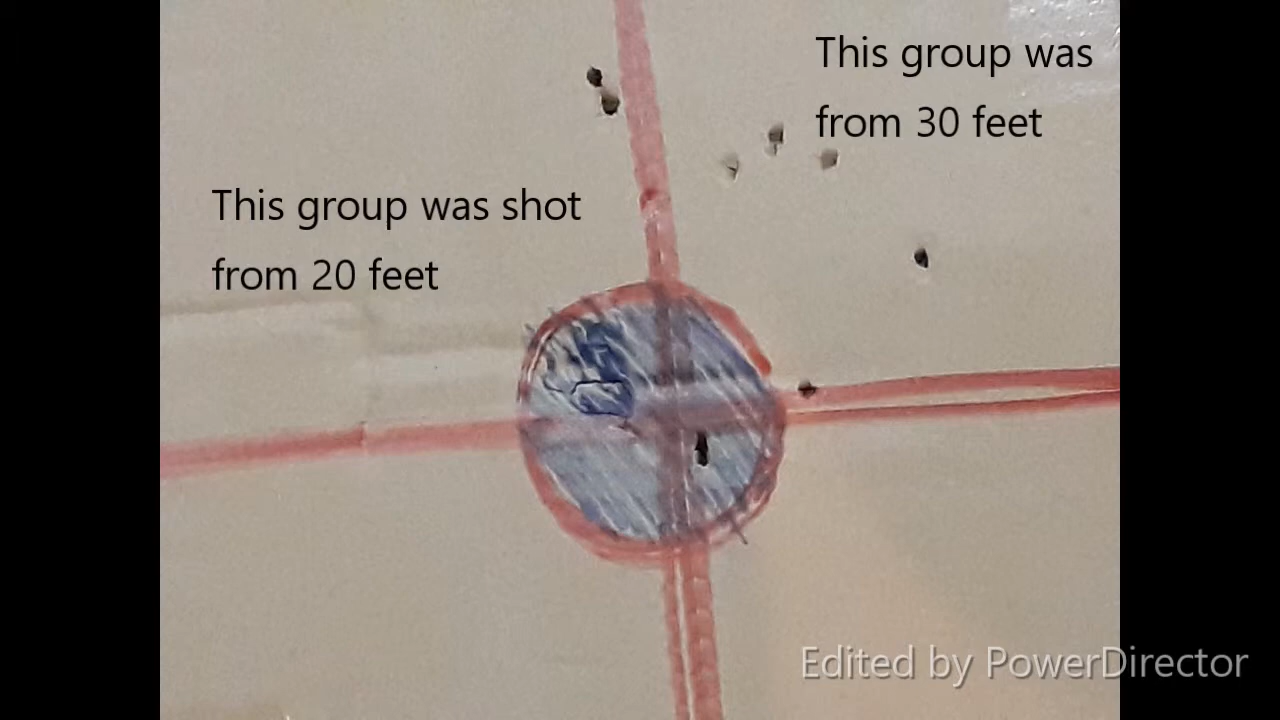 This group was
from 30 feet
This group was shot
from 20 feet
Edited by PowerDirector